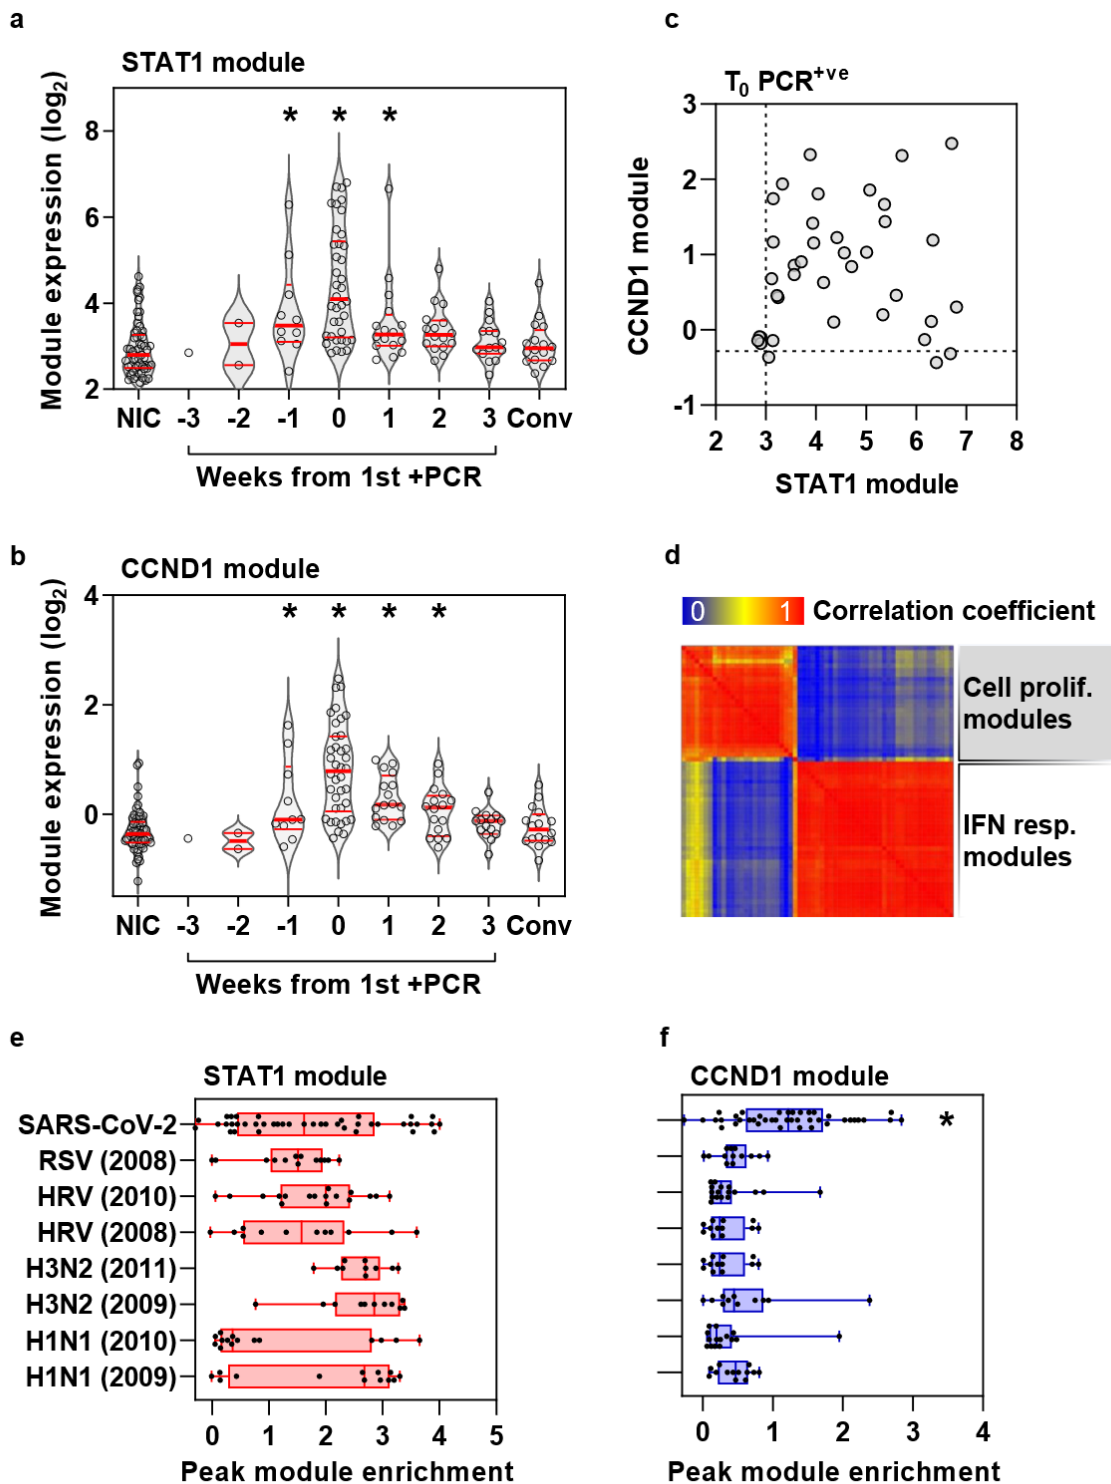 a
STAT1 module
Module expression (log2)
8
6
4
2
* * *
NIC -3 -2 -1 0 1 2 3 Conv
Weeks from 1st +PCR
c
T0 PCR+ve
CCND1 module
3
2
1
0
-1
2 3 4 5 6 7 8
STAT1 module
b
CCND1 module
Module expression (log2)
4
2
0
* * * *
NIC -3 -2 -1 0 1 2 3 Conv
Weeks from 1st +PCR
d
0 1 Correlation coefficient
Cell prolif.
modules
IFN resp.
modules
e
STAT1 module
SARS-CoV-2
RSV (2008)
HRV (2010)
HRV (2008)
H3N2 (2011)
H3N2 (2009)
H1N1 (2010)
H1N1 (2009)
0 1 2 3 4 5
Peak module enrichment
f
CCND1 module
*
0 1 2 3 4
Peak module enrichment